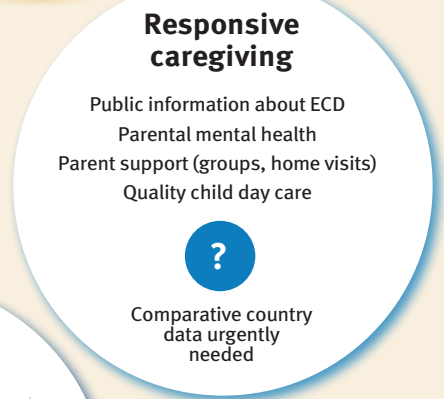 Responsive
caregiving
Public information about ECD
Parental mental health
Parent support (groups, home visits)
Quality child day care
?
Comparative country
data urgently
needed